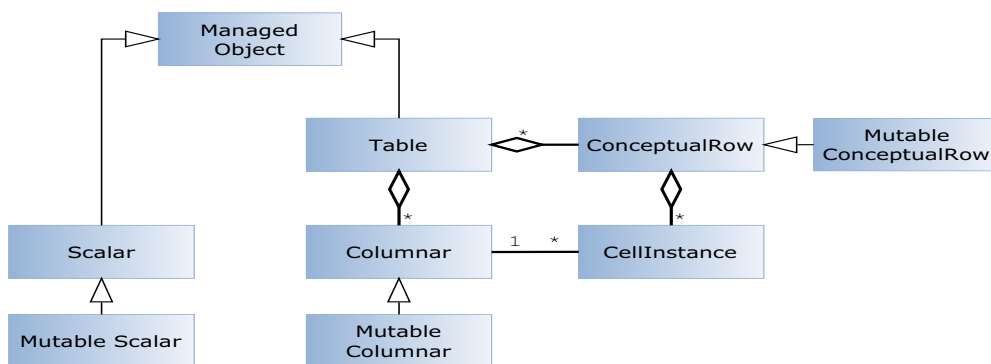 Managed
Object
*
Table
ConceptualRow
Mutable
ConceptualRow
*
*
Scalar
Columnar
1
*
CellInstance
Mutable Scalar
Mutable
Columnar